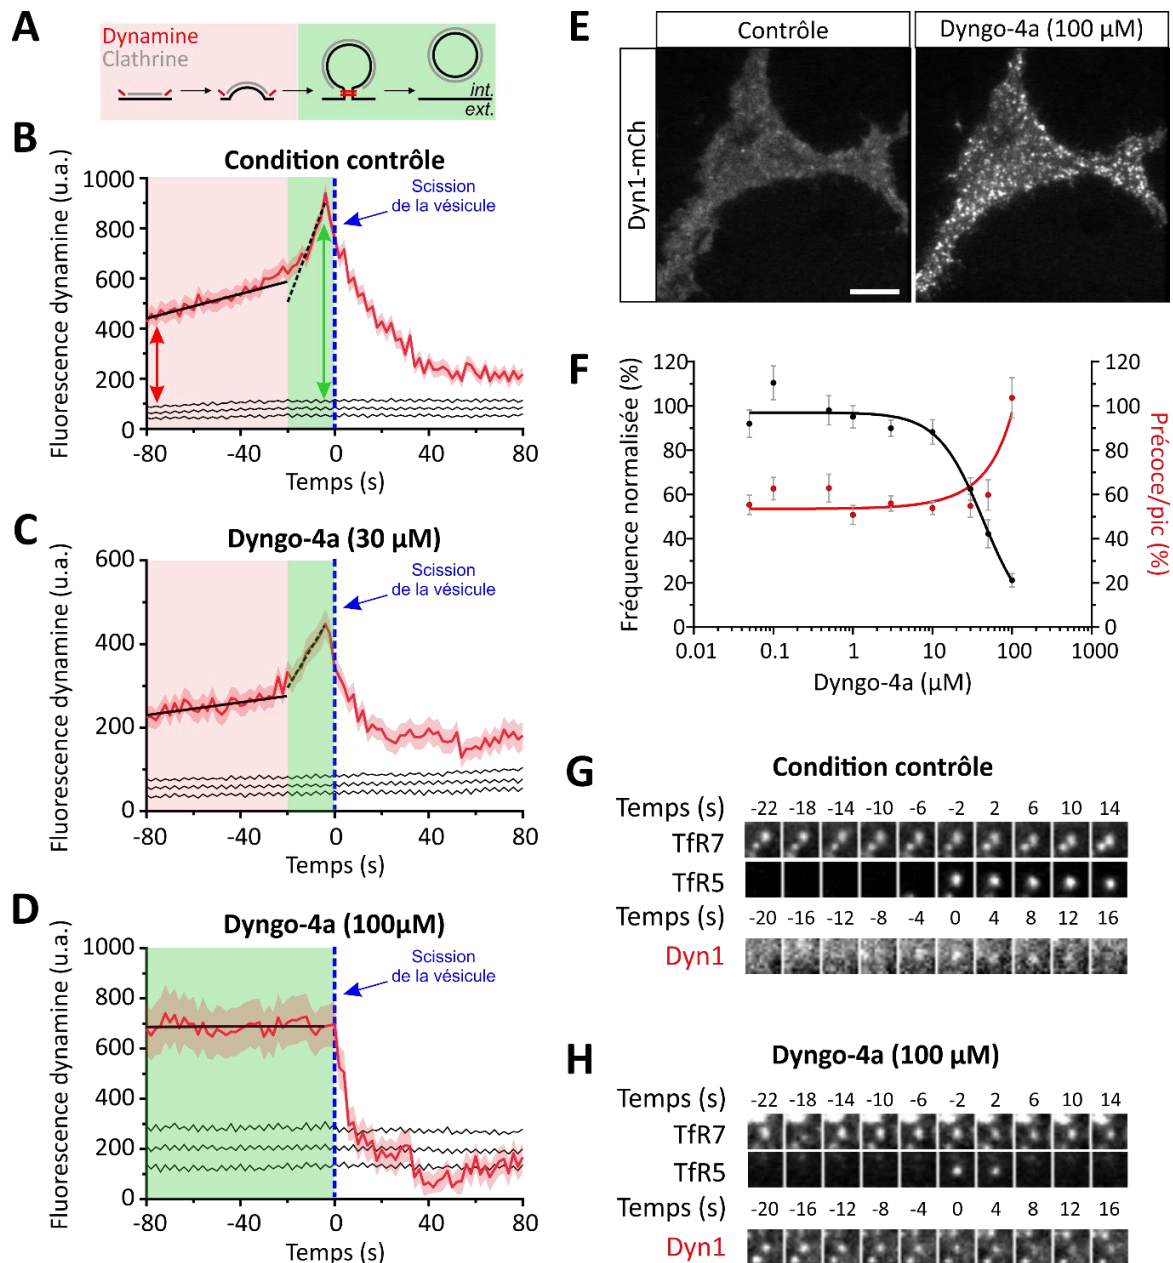 A
Dynamine
Clathrine
int.
ext.
B
Condition contrôle
Fluorescence dynamine (u.a.)
1000
800
600
400
200
0
Scission
de la vésicule
-80 -40 0 40 80
Temps (s)
C
Dyngo-4a (30 µM)
Fluorescence dynamine (u.a.)
600
400
200
0
Scission
de la vésicule
-80 -40 0 40 80
Temps (s)
D
Dyngo-4a (100µM)
Fluorescence dynamine (u.a.)
1000
800
600
400
200
0
Scission
de la vésicule
-80 -40 0 40 80
Temps (s)
E
Contrôle Dyngo-4a (100 µM)
Dyn1-mCh
F
Fréquence normalisée (%)
120
100
80
60
40
20
0
120
100
80
60
40
20
0
Précoce/pic (%)
0.01 0.1 1 10 100 1000
Dyngo-4a (µM)
G
Condition contrôle
Temps (s) -22 -18 -14 -10 -6 -2 2 6 10 14
TfR7
TfR5
Temps (s) -20 -16 -12 -8 -4 0 4 8 12 16
Dyn1
H
Dyngo-4a (100 µM)
Temps (s) -22 -18 -14 -10 -6 -2 2 6 10 14
TfR7
TfR5
Temps (s) -20 -16 -12 -8 -4 0 4 8 12 16
Dyn1